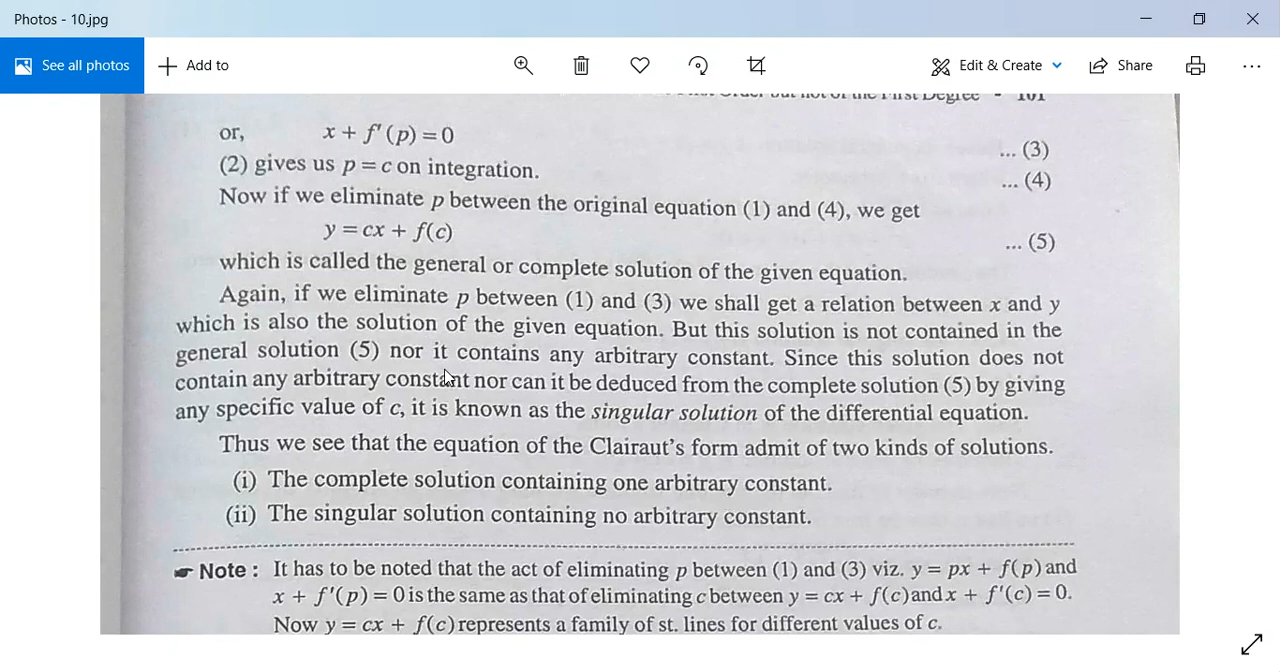 Photos - 10.jpg
See all photos
Add to
Edit & Create
Share
Order but not of the First Degree - 101
or, x + f'(p) = 0 ... (3)
(2) gives us p = c on integration. ... (4)
Now if we eliminate p between the original equation (1) and (4), we get
y = cx + f(c) ... (5)
which is called the general or complete solution of the given equation.
Again, if we eliminate p between (1) and (3) we shall get a relation between x and y
which is also the solution of the given equation. But this solution is not contained in the
general solution (5) nor it contains any arbitrary constant. Since this solution does not
contain any arbitrary constant nor can it be deduced from the complete solution (5) by giving
any specific value of c, it is known as the singular solution of the differential equation.
Thus we see that the equation of the Clairaut's form admit of two kinds of solutions.
(i) The complete solution containing one arbitrary constant.
(ii) The singular solution containing no arbitrary constant.
Note : It has to be noted that the act of eliminating p between (1) and (3) viz. y = px + f(p) and
x + f'(p) = 0 is the same as that of eliminating c between y = cx + f(c) and x + f'(c) = 0.
Now y = cx + f(c) represents a family of st. lines for different values of c.